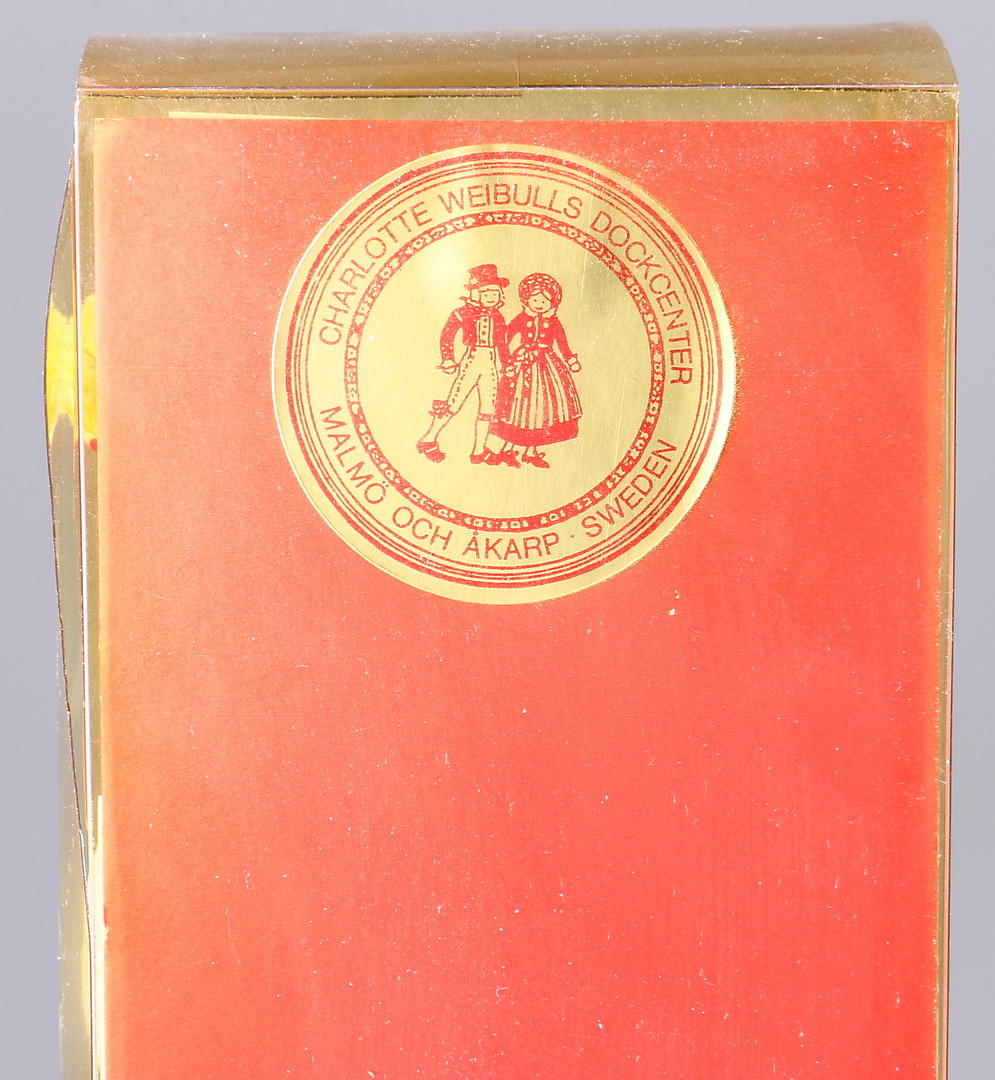 CHARLOTTE WEIBULLS DOCKCENTER
MALMÖ OCH ÅKARP · SWEDEN